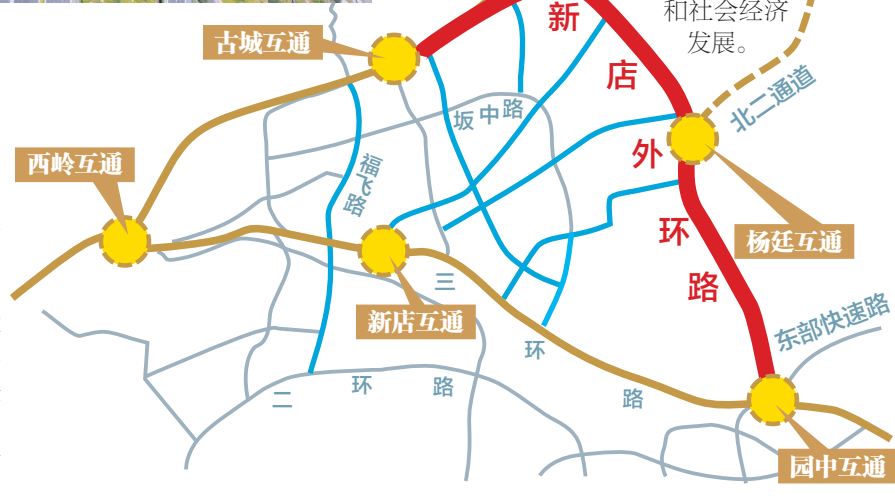 和社会经济
发展。
新店外环路
古城互通
坂中路
北二通道
西岭互通
福飞路
杨廷互通
三环路
新店互通
东部快速路
二环路
园中互通